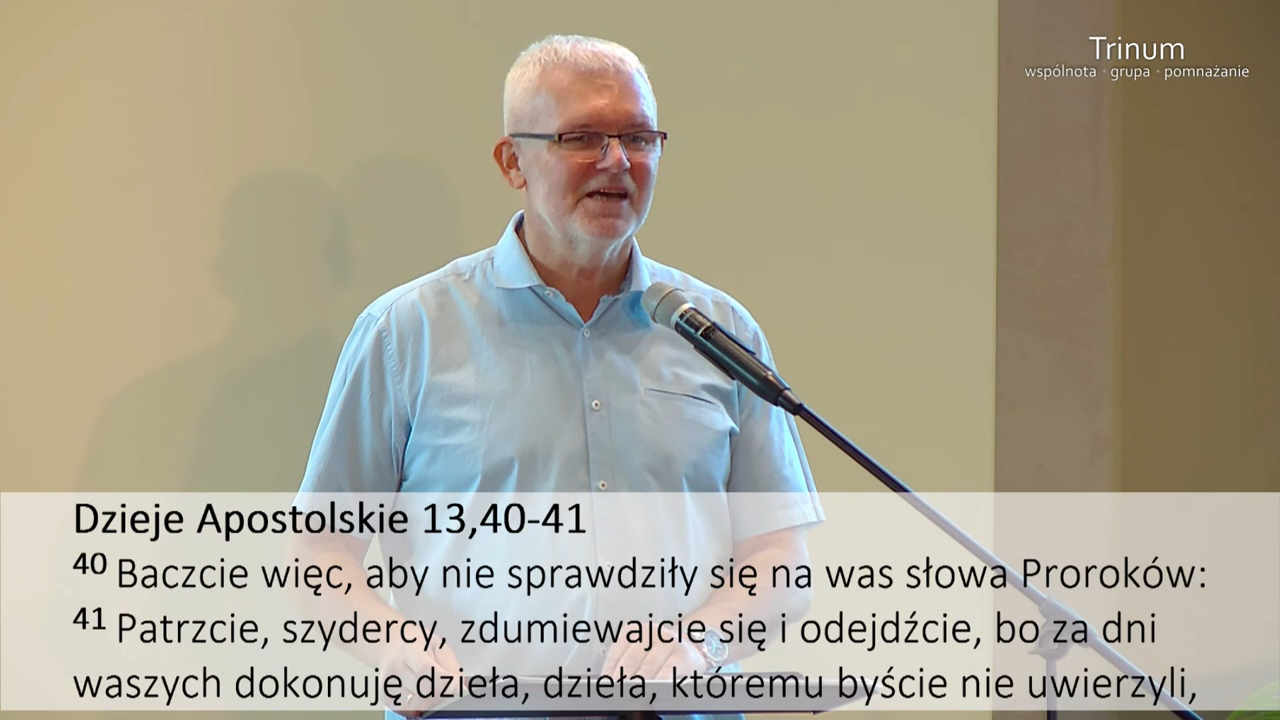 Trinum
wspólnota · grupa · pomnażanie
Dzieje Apostolskie 13,40-41
40 Baczcie więc, aby nie sprawdziły się na was słowa Proroków:
41 Patrzcie, szydercy, zdumiewajcie się i odejdźcie, bo za dni
waszych dokonuję dzieła, dzieła, któremu byście nie uwierzyli,